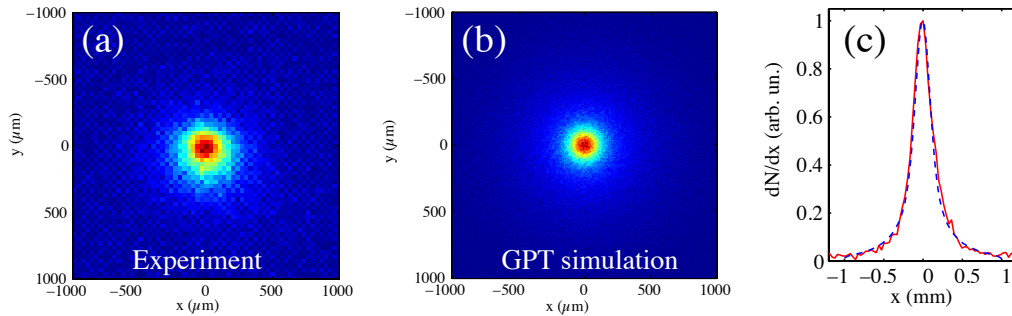 (a)
−1000
−500
0
500
1000
y (μm)
−1000 −500 0 500 1000
x (μm)
Experiment
(b)
−1000
−500
0
500
1000
y (μm)
−1000 −500 0 500 1000
x (μm)
GPT simulation
(c)
1
0.8
0.6
0.4
0.2
0
dN/dx (arb. un.)
−1 −0.5 0 0.5 1
x (mm)